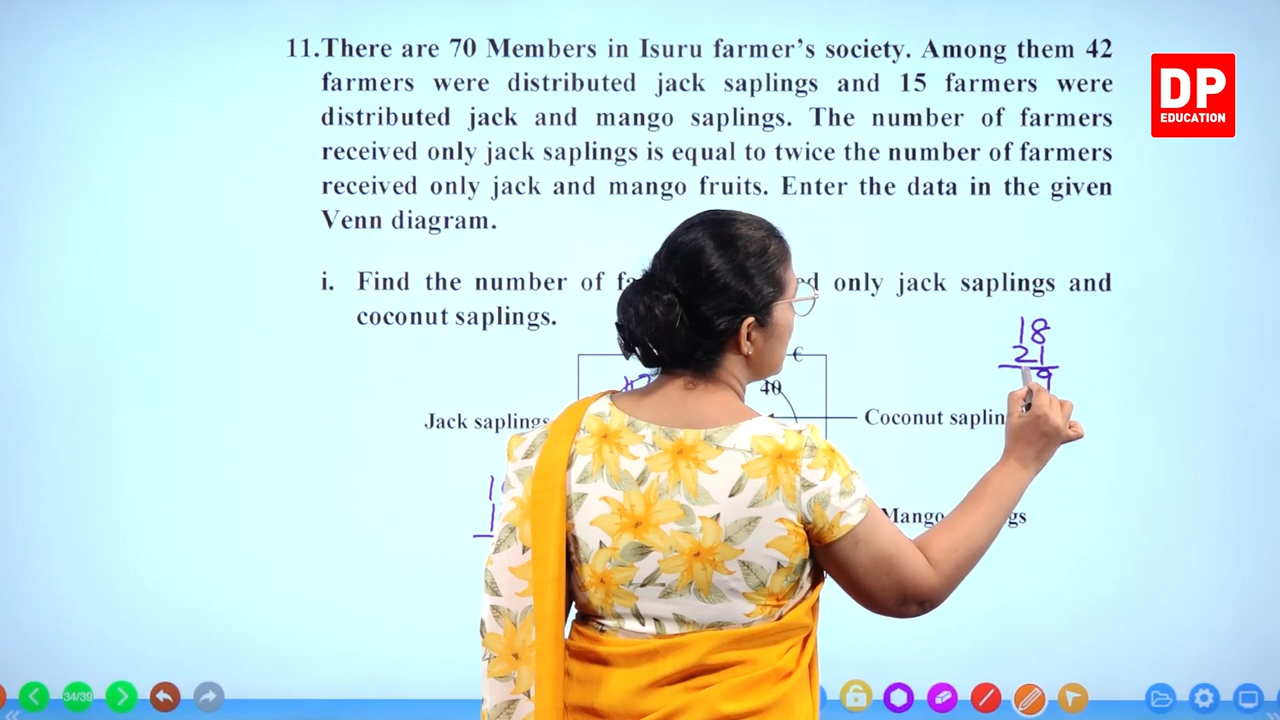 11.There are 70 Members in Isuru farmer's society. Among them 42
farmers were distributed jack saplings and 15 farmers were
distributed jack and mango saplings. The number of farmers
received only jack saplings is equal to twice the number of farmers
received only jack and mango fruits. Enter the data in the given
Venn diagram.
i. Find the number of only jack saplings and
coconut saplings.
DP
EDUCATION
18
21
9
€
40
Jack saplings
Coconut
34/39